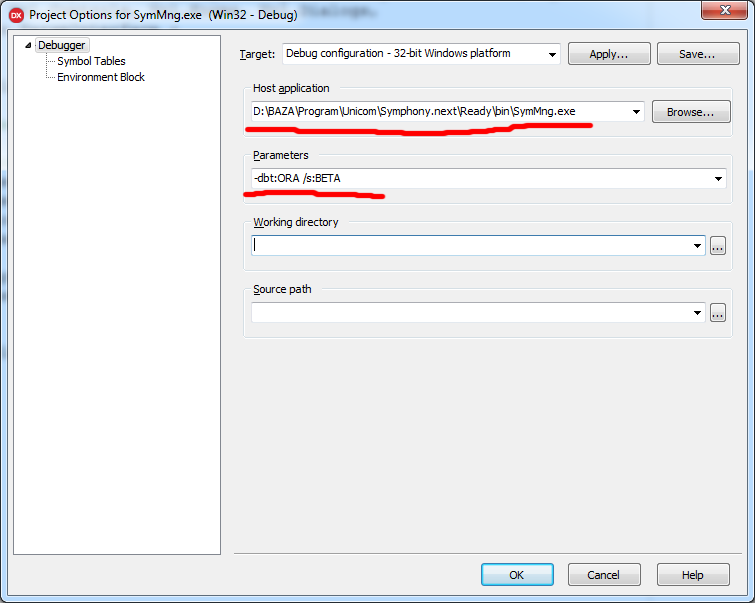 DX Project Options for SymMng.exe (Win32 - Debug)
Debugger
Symbol Tables
Environment Block
Target: Debug configuration - 32-bit Windows platform Apply... Save...
Host application
D:\BAZA\Program\Unicom\Symphony.next\Ready\bin\SymMng.exe Browse...
Parameters
-dbt:ORA /s:BETA
Working directory
...
Source path
...
OK Cancel Help